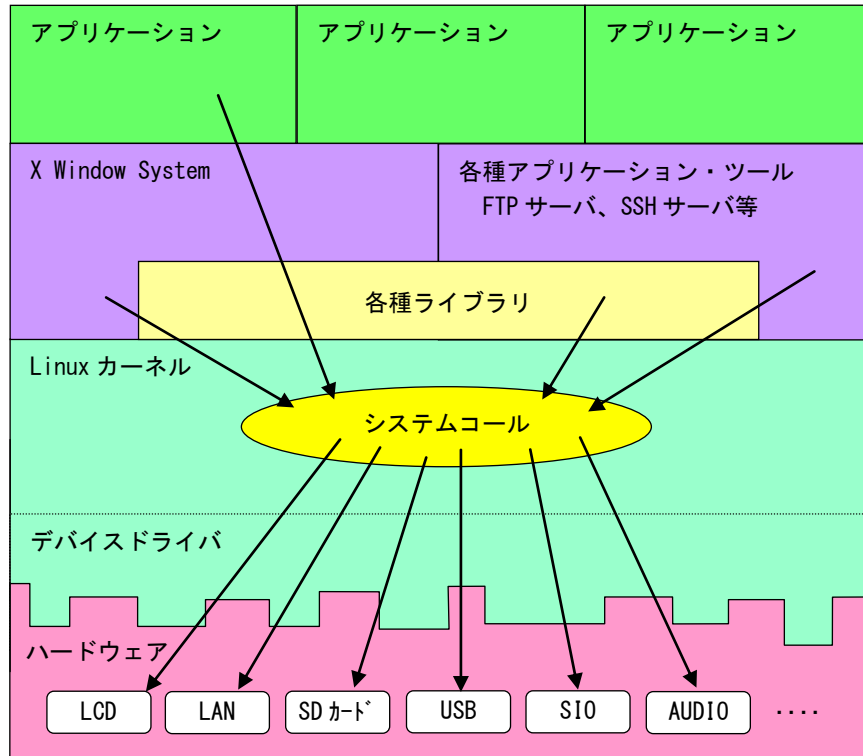 アプリケーション
アプリケーション
アプリケーション
X Window System
各種アプリケーション・ツール
FTP サーバ、SSH サーバ等
各種ライブラリ
Linux カーネル
システムコール
デバイスドライバ
ハードウェア
LCD
LAN
SD ｶｰﾄﾞ
USB
SIO
AUDIO
････